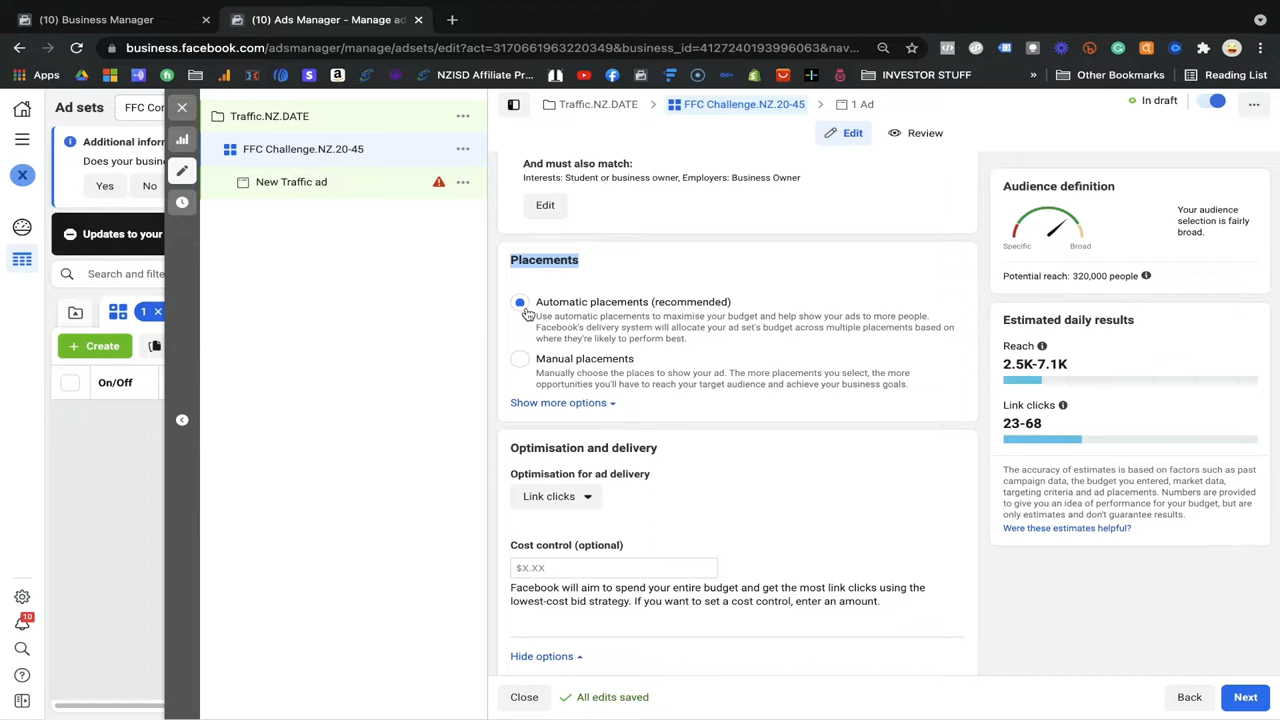 (10) Business Manager
(10) Ads Manager - Manage ad
business.facebook.com/adsmanager/manage/adsets/edit?act=3170661963220349&business_id=4127240193996063&nav...
Apps
NZISD Affiliate Pr...
INVESTOR STUFF
»
Other Bookmarks
Reading List
Ad sets
FFC Cor
Additional inform
Does your busin
Yes
No
Updates to your
Search and filte
1
Create
On/Off
10
Traffic.NZ.DATE
FFC Challenge.NZ.20-45
New Traffic ad
Traffic.NZ.DATE
FFC Challenge.NZ.20-45
1 Ad
In draft
Edit
Review
And must also match:
Interests: Student or business owner, Employers: Business Owner
Edit
Placements
Automatic placements (recommended)
Use automatic placements to maximise your budget and help show your ads to more people.
Facebook's delivery system will allocate your ad set's budget across multiple placements based on
where they're likely to perform best.
Manual placements
Manually choose the places to show your ad. The more placements you select, the more
opportunities you'll have to reach your target audience and achieve your business goals.
Show more options
Optimisation and delivery
Optimisation for ad delivery
Link clicks
Cost control (optional)
$X.XX
Facebook will aim to spend your entire budget and get the most link clicks using the
lowest-cost bid strategy. If you want to set a cost control, enter an amount.
Hide options
Close
All edits saved
Back
Next
Audience definition
Specific
Broad
Your audience
selection is fairly
broad.
Potential reach: 320,000 people
Estimated daily results
Reach
2.5K-7.1K
Link clicks
23-68
The accuracy of estimates is based on factors such as past
campaign data, the budget you entered, market data,
targeting criteria and ad placements. Numbers are provided
to give you an idea of performance for your budget, but are
only estimates and don't guarantee results.
Were these estimates helpful?